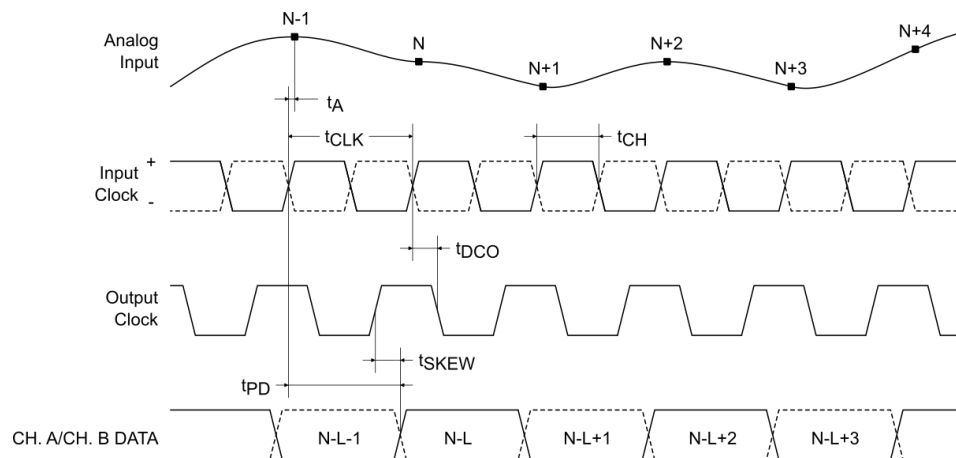 N-1
N
N+1
N+2
N+3
N+4
Analog
Input
tA
tCLK
tCH
Input
Clock
+
-
tDCO
Output
Clock
tSKEW
tPD
CH. A/CH. B DATA
N-L-1
N-L
N-L+1
N-L+2
N-L+3